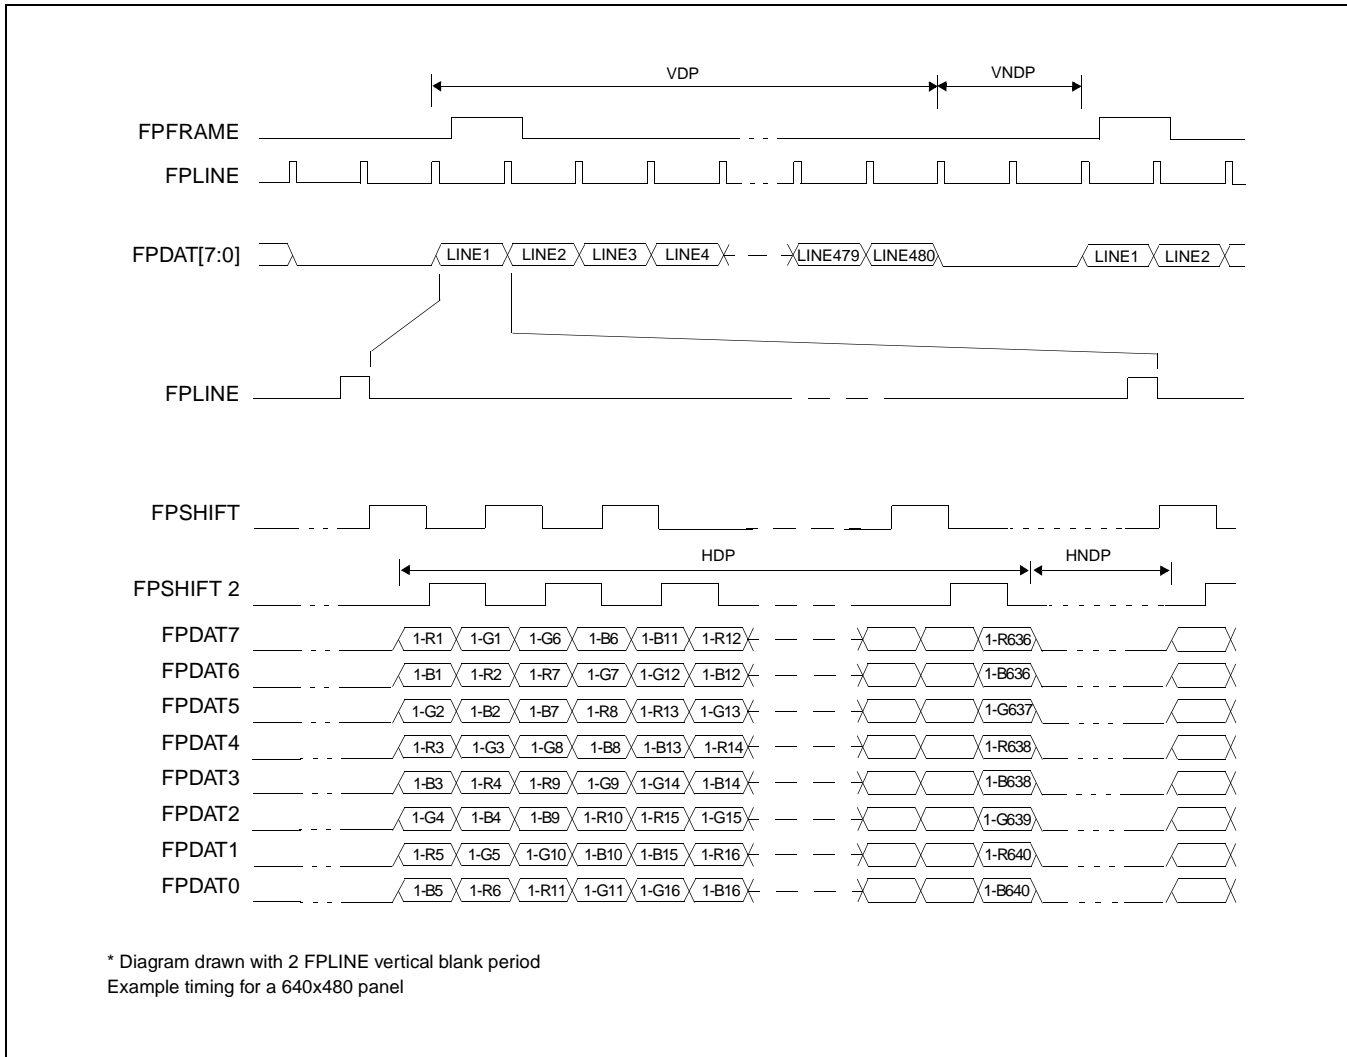 VDP VNDP
FPFRAME
FPLINE
FPDAT[7:0] LINE1 LINE2 LINE3 LINE4 LINE479 LINE480 LINE1 LINE2
FPLINE
FPSHIFT
HDP HNDP
FPSHIFT 2
FPDAT7 1-R1 1-G1 1-G6 1-B6 1-B11 1-R12 1-R636
FPDAT6 1-B1 1-R2 1-R7 1-G7 1-G12 1-B12 1-B636
FPDAT5 1-G2 1-B2 1-B7 1-R8 1-R13 1-G13 1-G637
FPDAT4 1-R3 1-G3 1-G8 1-B8 1-B13 1-R14 1-R638
FPDAT3 1-B3 1-R4 1-R9 1-G9 1-G14 1-B14 1-B638
FPDAT2 1-G4 1-B4 1-B9 1-R10 1-R15 1-G15 1-G639
FPDAT1 1-R5 1-G5 1-G10 1-B10 1-B15 1-R16 1-R640
FPDAT0 1-B5 1-R6 1-R11 1-G11 1-G16 1-B16 1-B640
* Diagram drawn with 2 FPLINE vertical blank period
Example timing for a 640x480 panel